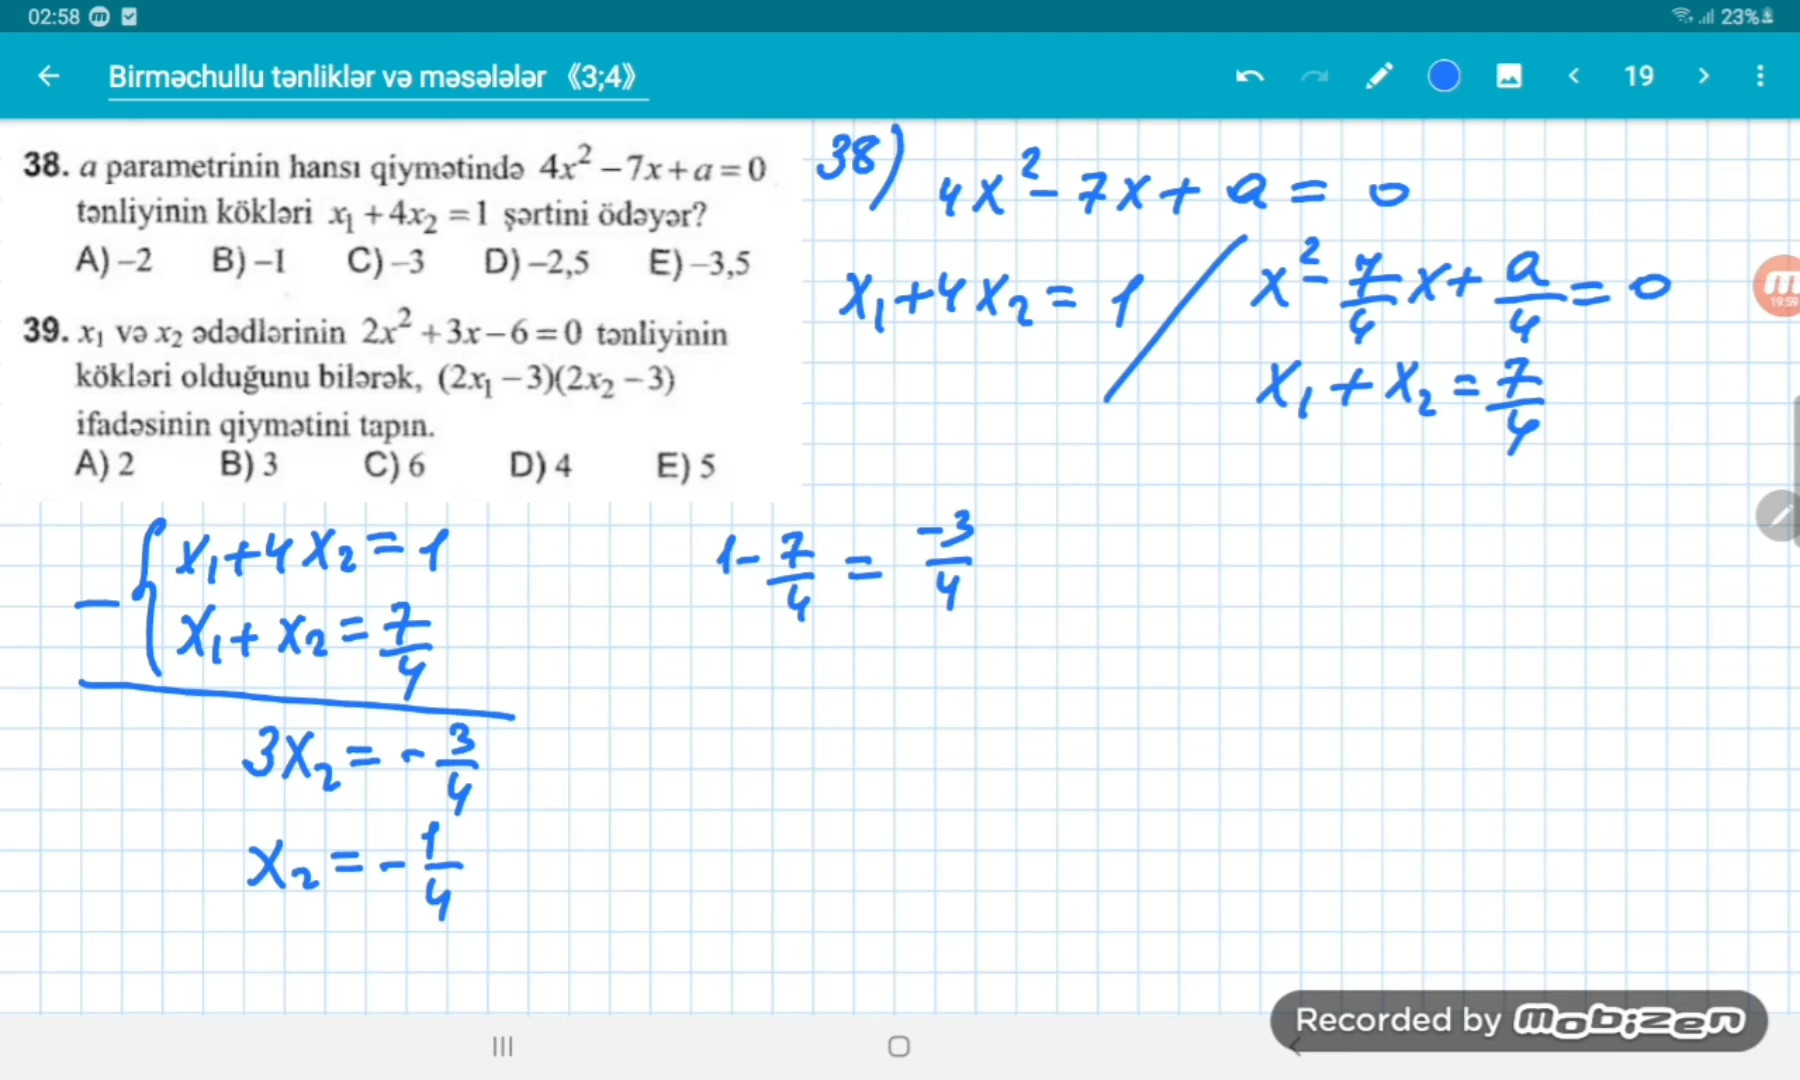 02:58
23%
Birməchullu tənliklər və məsələlər 《3;4》
19
38. a parametrinin hansı qiymətində 4x² − 7x + a = 0
tənliyinin kökləri x₁ + 4x₂ = 1 şərtini ödəyər?
A) −2 B) −1 C) −3 D) −2,5 E) −3,5
39. x₁ və x₂ ədədlərinin 2x² + 3x − 6 = 0 tənliyinin
kökləri olduğunu bilərək, (2x₁ − 3)(2x₂ − 3)
ifadəsinin qiymətini tapın.
A) 2 B) 3 C) 6 D) 4 E) 5
38) 4x² − 7x + a = 0
x₁ + 4x₂ = 1 / x² − 7/4 x + a/4 = 0
x₁ + x₂ = 7/4
x₁ + 4x₂ = 1
− x₁ + x₂ = 7/4
3x₂ = − 3/4
x₂ = − 1/4
1 − 7/4 = −3/4
19:59
Recorded by mobizen